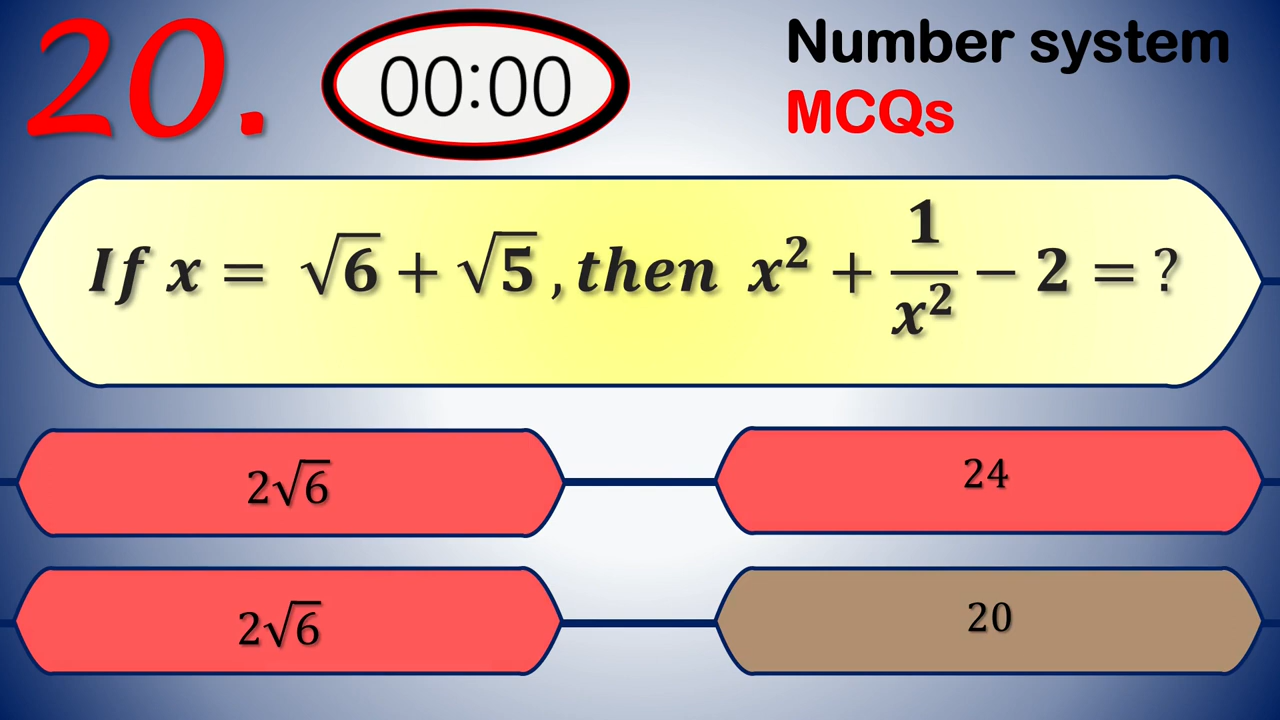 20.
00:00
Number system
MCQs
If x = √6 + √5 , then x² + 1/x² − 2 = ?
2√6
24
2√6
20